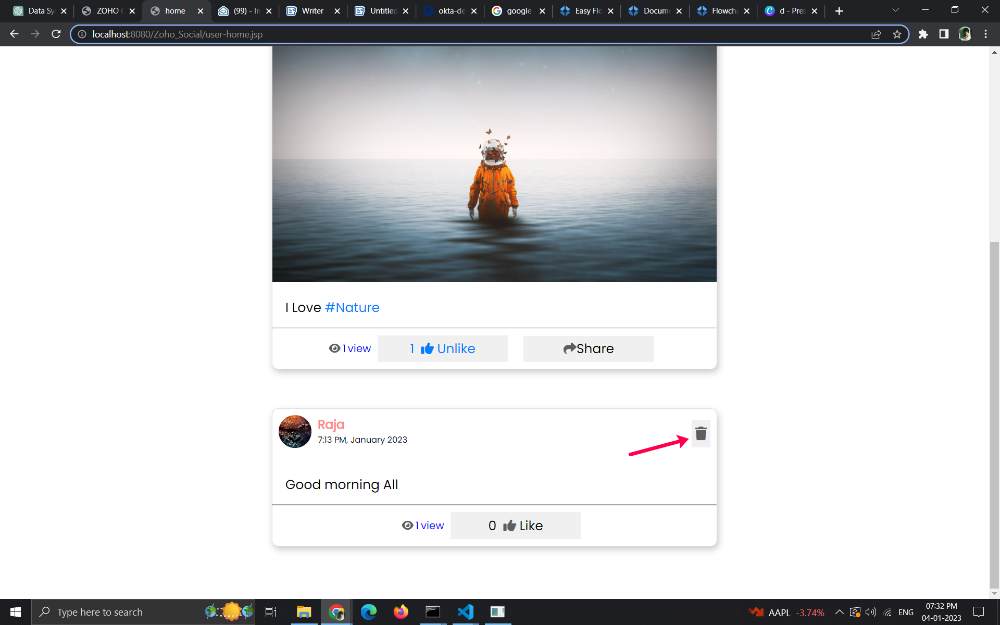 Data Sy
ZOHO
home
(99) - In
Writer
Untitled
okta-de
google
Easy Flo
Docum
Flowcha
d - Pres
localhost:8080/Zoho_Social/user-home.jsp
I Love #Nature
1 view
1 Unlike
Share
Raja
7:13 PM, January 2023
Good morning All
1 view
0 Like
Type here to search
AAPL -3.74%
ENG
07:32 PM
04-01-2023